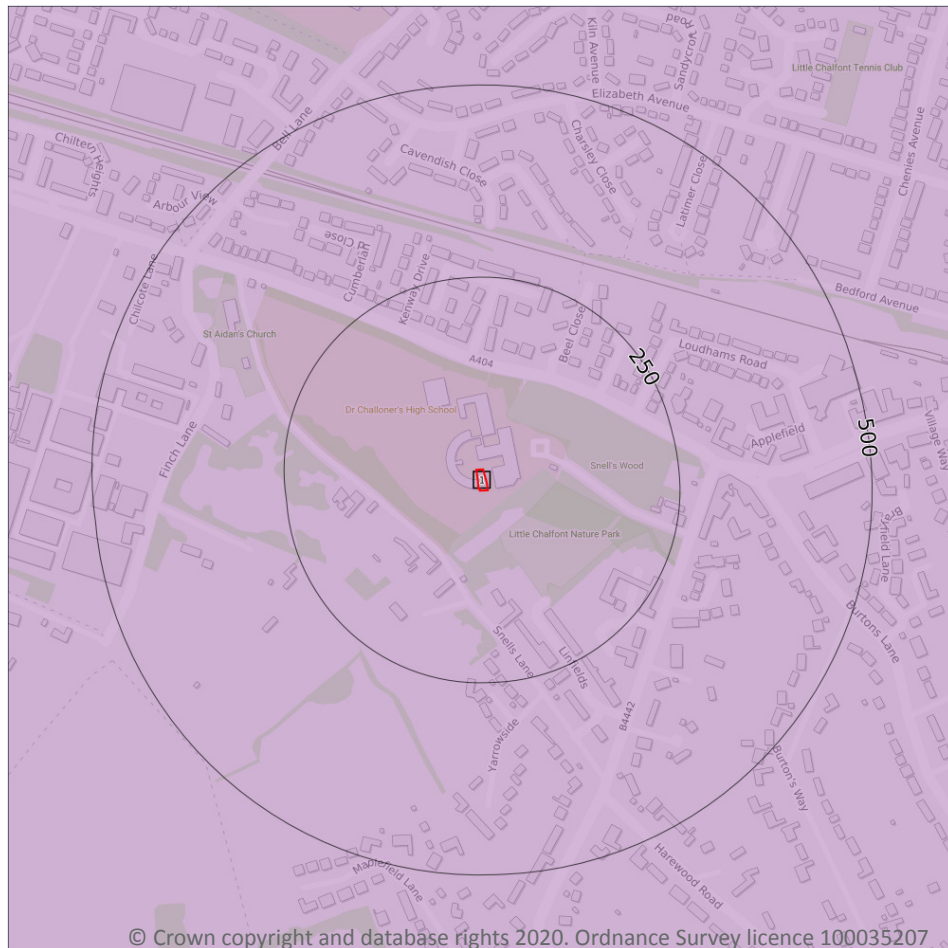 Kiln Avenue
Sandycroft Road
Little Chalfont Tennis Club
Elizabeth Avenue
Bell Lane
Chiltern Heights
Arbour View
Cavendish Close
Charsley Close
Latimer Close
Chenies Avenue
Cumberland Close
Kenway Drive
Chilcote Lane
St Aidan's Church
A404
Beel Close
Bedford Avenue
250
Loudhams Road
Dr Challoner's High School
Finch Lane
Applefield
500
Village Way
Snell's Wood
1
Little Chalfont Nature Park
Brayfield Lane
Burtons Lane
Snells Lane
Linfields
B4442
Yarrowside
Burton's Way
Maplefield Lane
Harewood Road
© Crown copyright and database rights 2020. Ordnance Survey licence 100035207